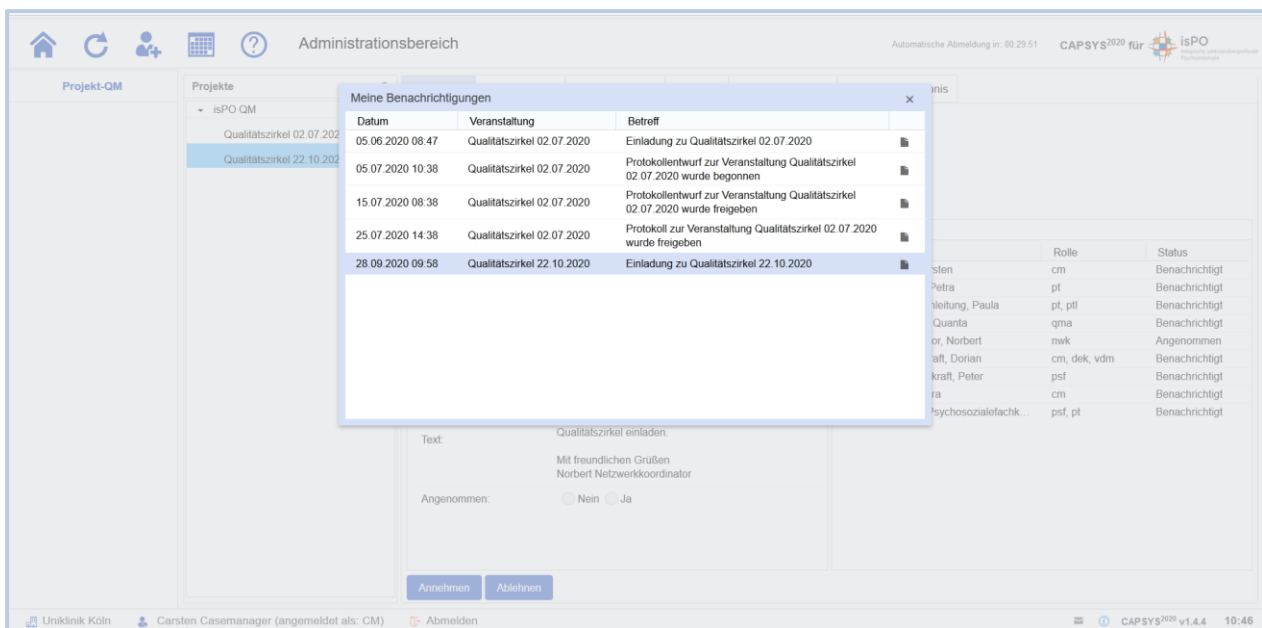 Administrationsbereich
Automatische Abmeldung in: 00:29:51
CAPSYS2020 für isPO
Projekt-QM
Projekte
nis
isPO QM
Qualitätszirkel 02.07.202
Qualitätszirkel 22.10.202
Meine Benachrichtigungen
Datum Veranstaltung Betreff
05.06.2020 08:47 Qualitätszirkel 02.07.2020 Einladung zu Qualitätszirkel 02.07.2020
05.07.2020 10:38 Qualitätszirkel 02.07.2020 Protokollentwurf zur Veranstaltung Qualitätszirkel
02.07.2020 wurde begonnen
15.07.2020 08:38 Qualitätszirkel 02.07.2020 Protokollentwurf zur Veranstaltung Qualitätszirkel
02.07.2020 wurde freigeben
25.07.2020 14:38 Qualitätszirkel 02.07.2020 Protokoll zur Veranstaltung Qualitätszirkel 02.07.2020
wurde freigeben
28.09.2020 09:58 Qualitätszirkel 22.10.2020 Einladung zu Qualitätszirkel 22.10.2020
Rolle Status
rsten cm Benachrichtigt
Petra pt Benachrichtigt
nleitung, Paula pt, ptl Benachrichtigt
Quanta qma Benachrichtigt
or, Norbert nwk Angenommen
raft, Dorian cm, dek, vdm Benachrichtigt
kraft, Peter psf Benachrichtigt
ra cm Benachrichtigt
Psychosozialefachk... psf, pt Benachrichtigt
Text:
Qualitätszirkel einladen.
Mit freundlichen Grüßen
Norbert Netzwerkkoordinator
Angenommen: Nein Ja
Annehmen Ablehnen
Uniklinik Köln Carsten Casemanager (angemeldet als: CM) Abmelden CAPSYS2020 v1.4.4 10:46